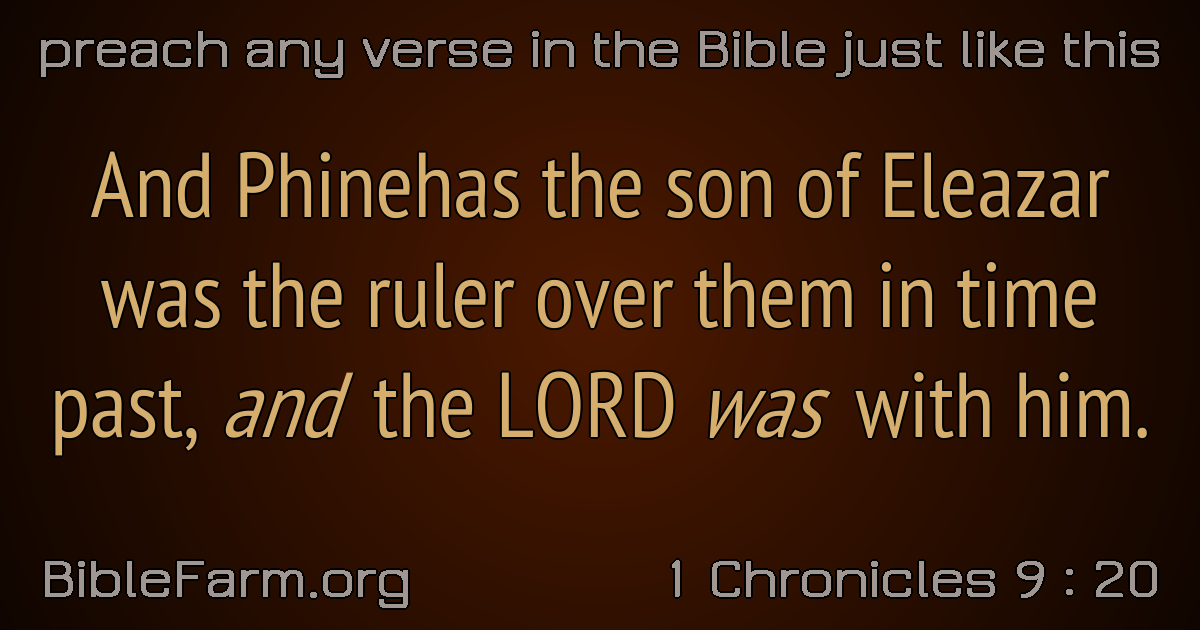 preach any verse in the Bible just like this
And Phinehas the son of Eleazar
was the ruler over them in time
past, and the LORD was with him.
BibleFarm.org
1 Chronicles 9 : 20